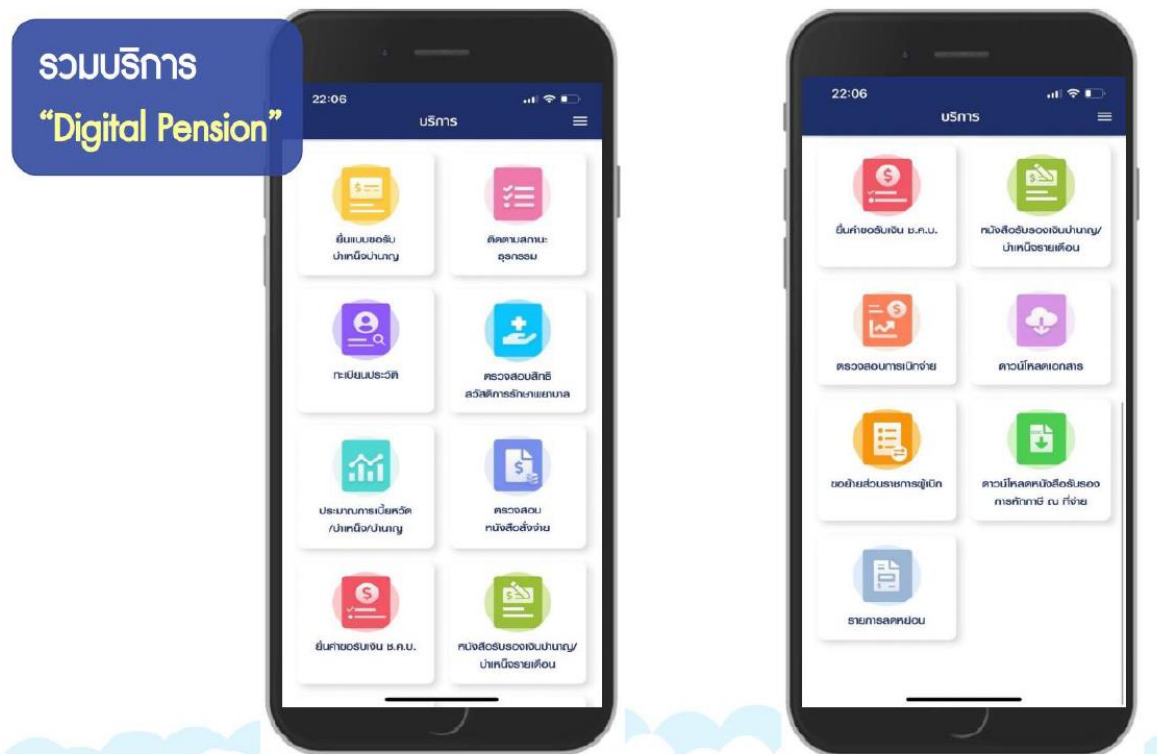 รวมบริการ
“Digital Pension”
22:06
บริการ
ยื่นแบบขอรับ
บำเหน็จบำนาญ
ติดตามสถานะ
ธุรกรรม
ทะเบียนประวัติ
ตรวจสอบสิทธิ
สวัสดิการรักษาพยาบาล
ประมาณการเบี้ยหวัด
/บำเหน็จ/บำนาญ
ตรวจสอบ
หนังสือสั่งจ่าย
ยื่นคำขอรับเงิน ช.ค.บ.
หนังสือรับรองเงินบำนาญ/
บำเหน็จรายเดือน
22:06
บริการ
ยื่นคำขอรับเงิน ช.ค.บ.
หนังสือรับรองเงินบำนาญ/
บำเหน็จรายเดือน
ตรวจสอบการเบิกจ่าย
ดาวน์โหลดเอกสาร
ขอย้ายส่วนราชการผู้เบิก
ดาวน์โหลดหนังสือรับรอง
การหักภาษี ณ ที่จ่าย
รายการลดหย่อน